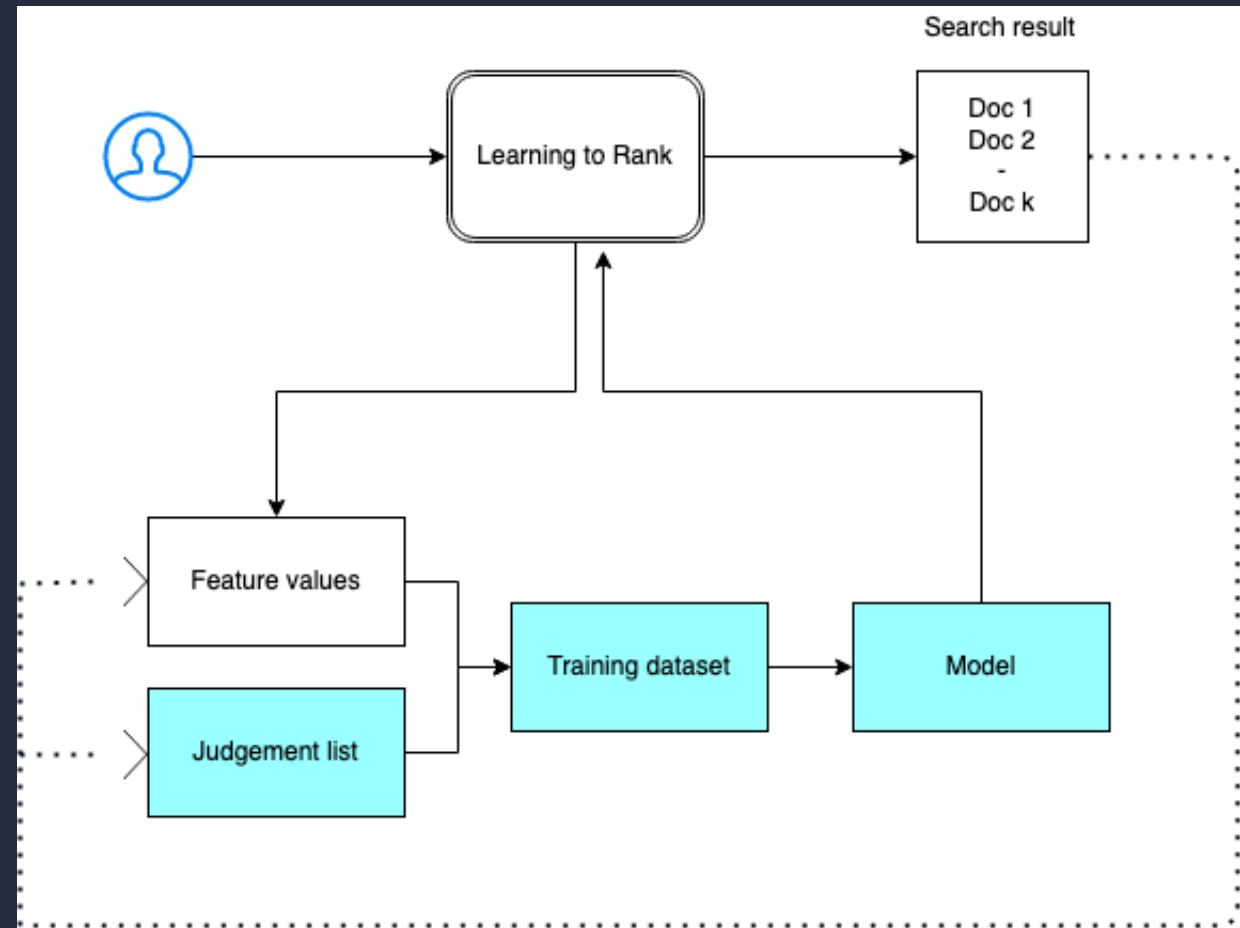 Search result
Learning to Rank
Doc 1
Doc 2
-
Doc k
Feature values
Training dataset
Model
Judgement list